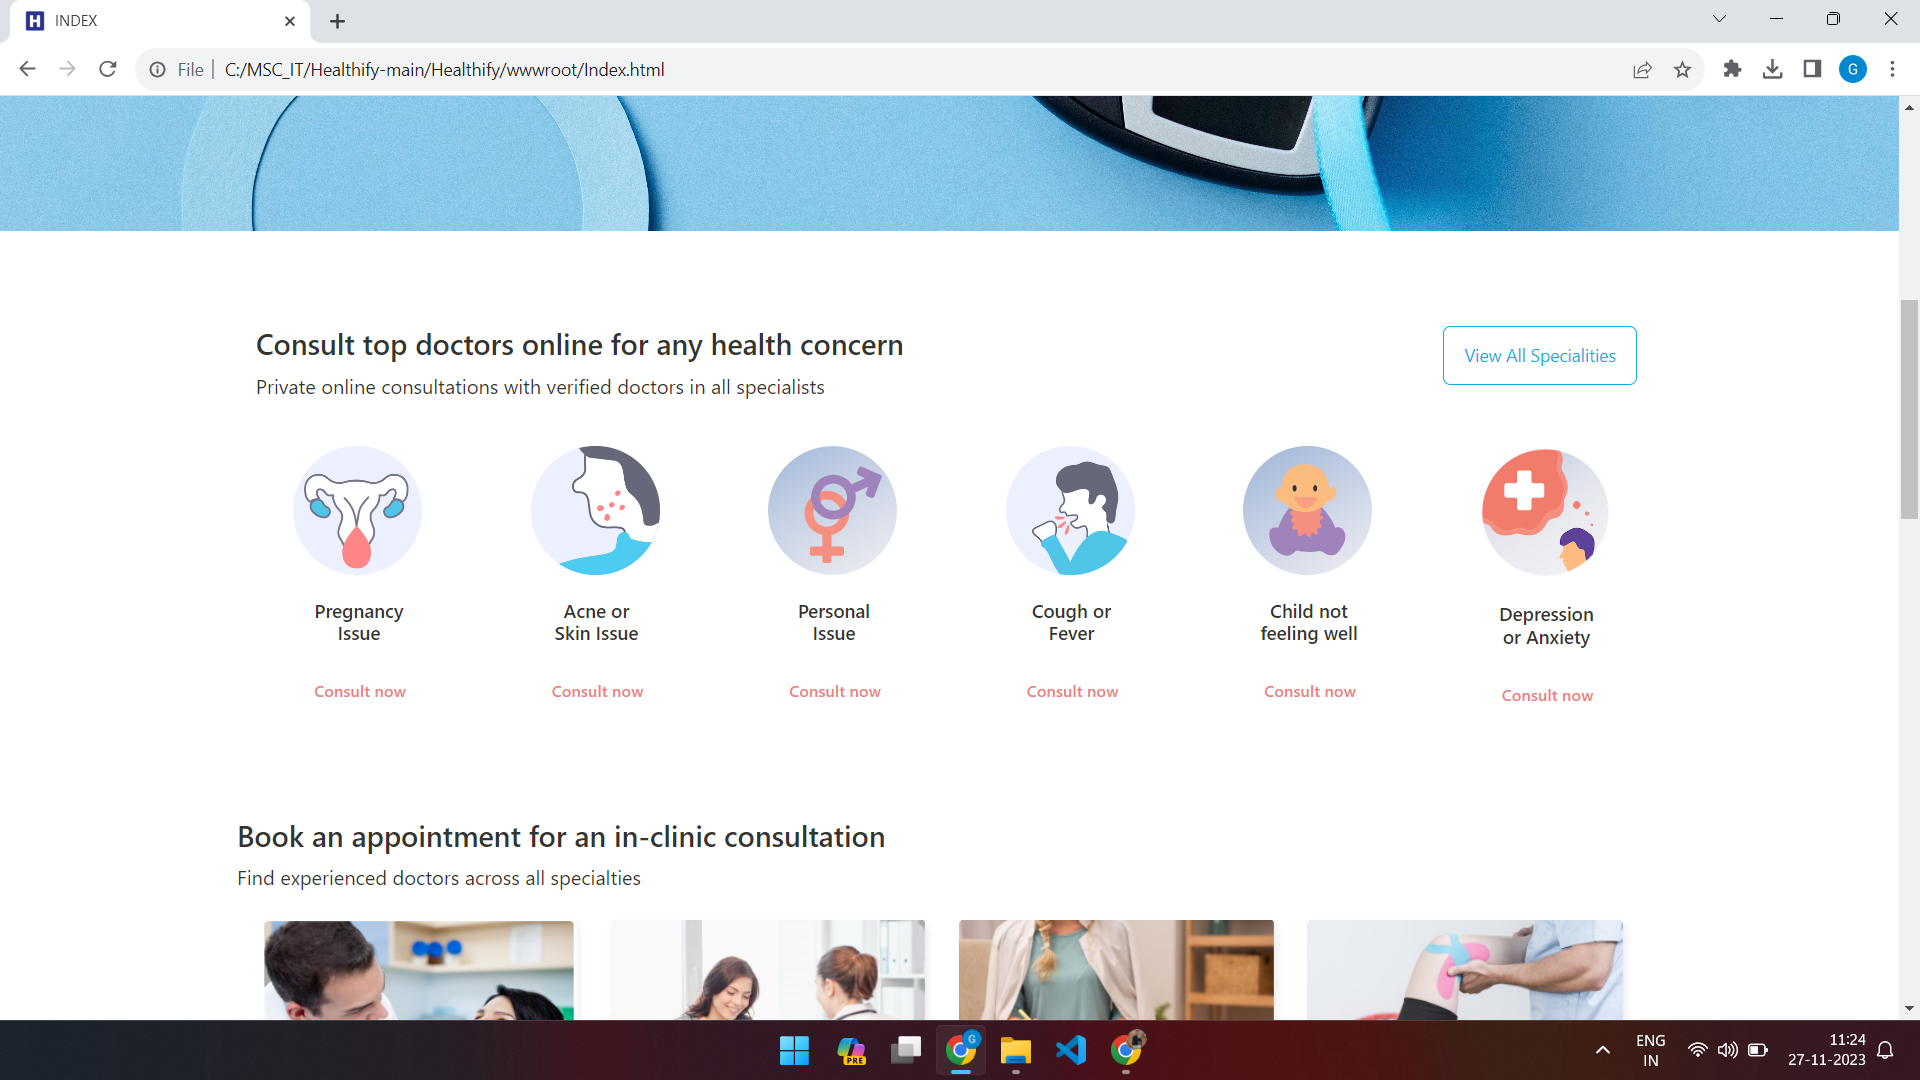 INDEX
File | C:/MSC_IT/Healthify-main/Healthify/wwwroot/Index.html
G
Consult top doctors online for any health concern
View All Specialities
Private online consultations with verified doctors in all specialists
Pregnancy
Issue
Acne or
Skin Issue
Personal
Issue
Cough or
Fever
Child not
feeling well
Depression
or Anxiety
Consult now
Consult now
Consult now
Consult now
Consult now
Consult now
Book an appointment for an in-clinic consultation
Find experienced doctors across all specialties
PRE
G
ENG
IN
11:24
27-11-2023